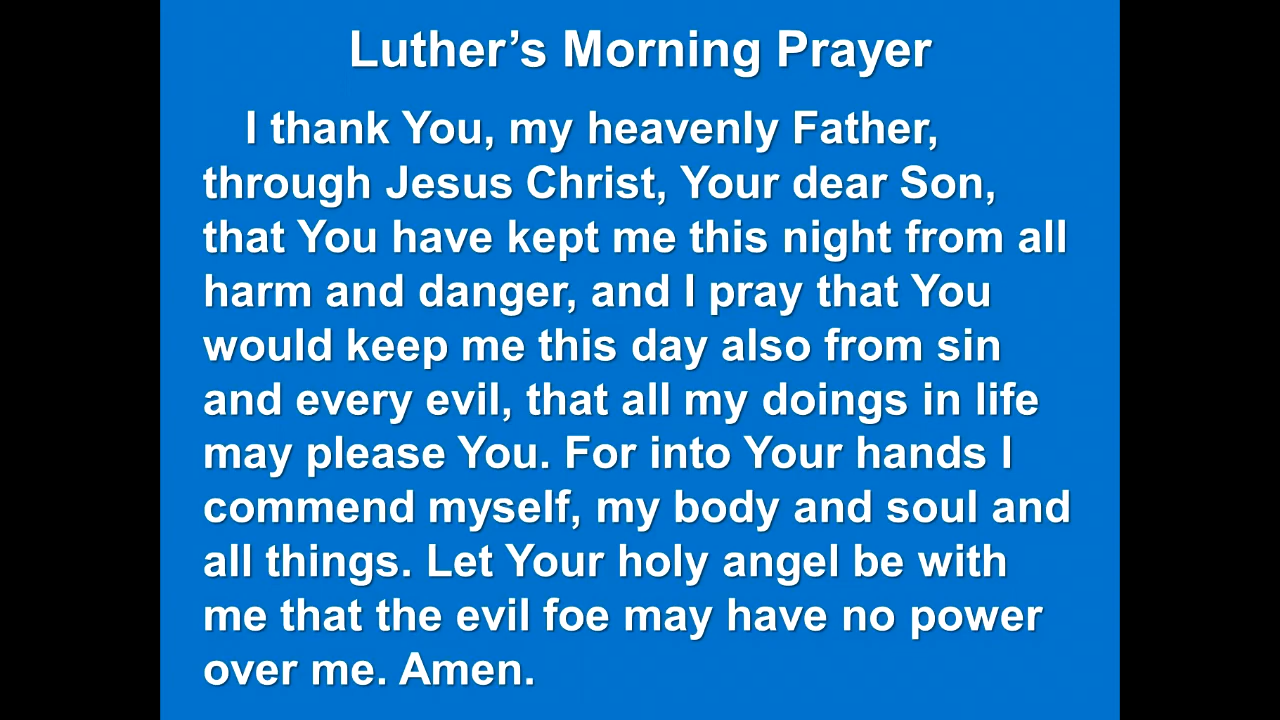 Luther’s Morning Prayer
I thank You, my heavenly Father,
through Jesus Christ, Your dear Son,
that You have kept me this night from all
harm and danger, and I pray that You
would keep me this day also from sin
and every evil, that all my doings in life
may please You. For into Your hands I
commend myself, my body and soul and
all things. Let Your holy angel be with
me that the evil foe may have no power
over me. Amen.